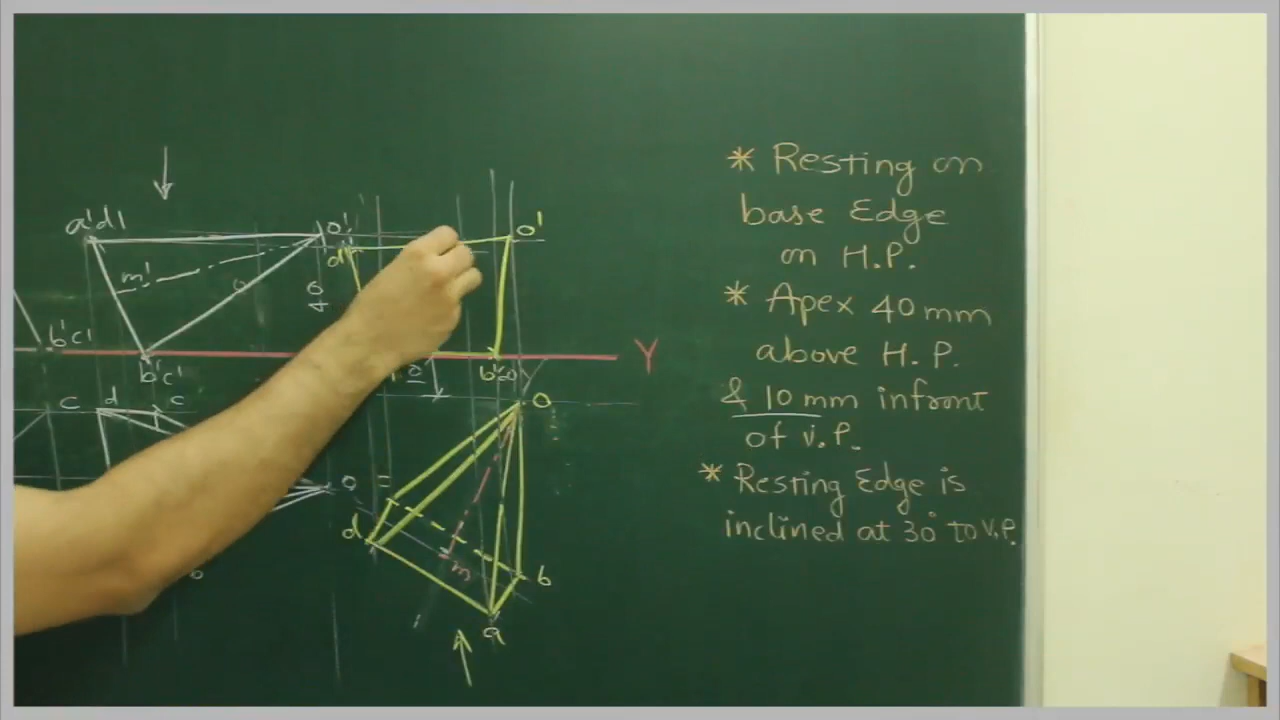 a'd'
o'
m'
b'c'
b'c'
c
d
c
o
o'
d'
Y
o
d
m
b
a
* Resting on
base Edge
on H.P.
* Apex 40 mm
above H.P.
& 10 mm infront
of V.P.
* Resting Edge is
inclined at 30° to V.P.